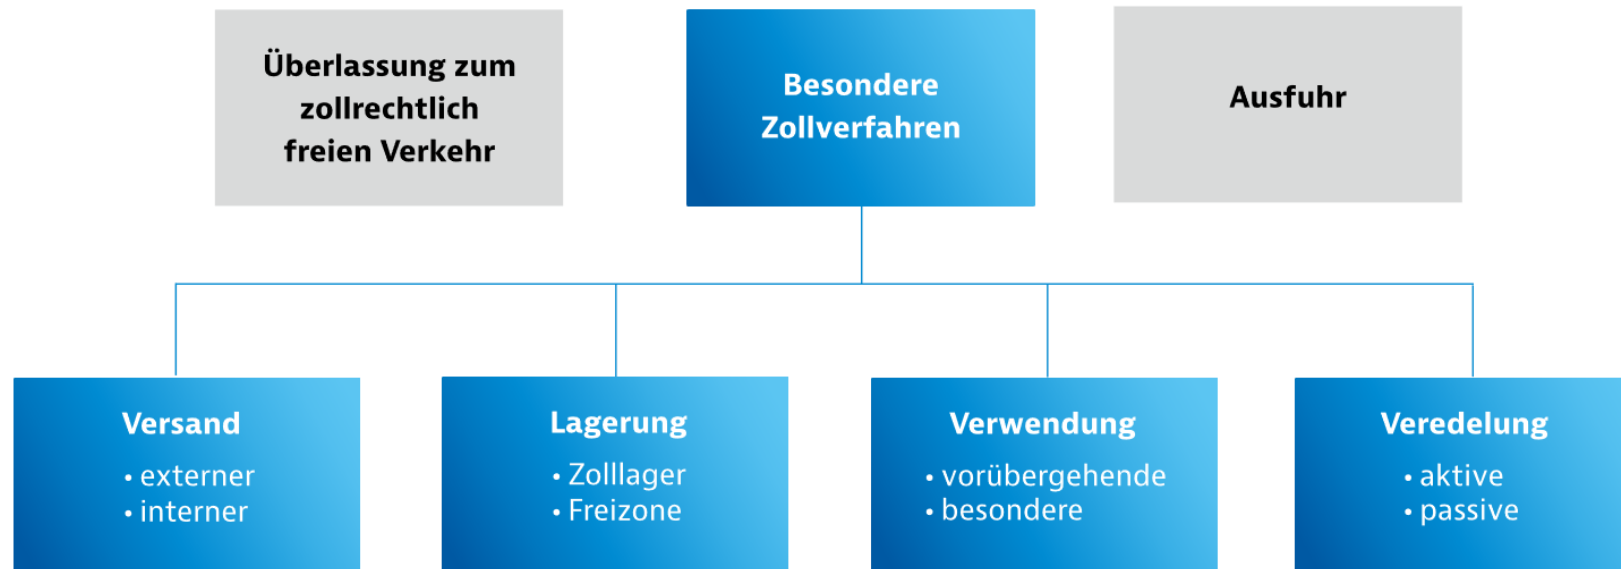 Überlassung zum
zollrechtlich
freien Verkehr
Besondere
Zollverfahren
Ausfuhr
Versand
• externer
• interner
Lagerung
• Zolllager
• Freizone
Verwendung
• vorübergehende
• besondere
Veredelung
• aktive
• passive